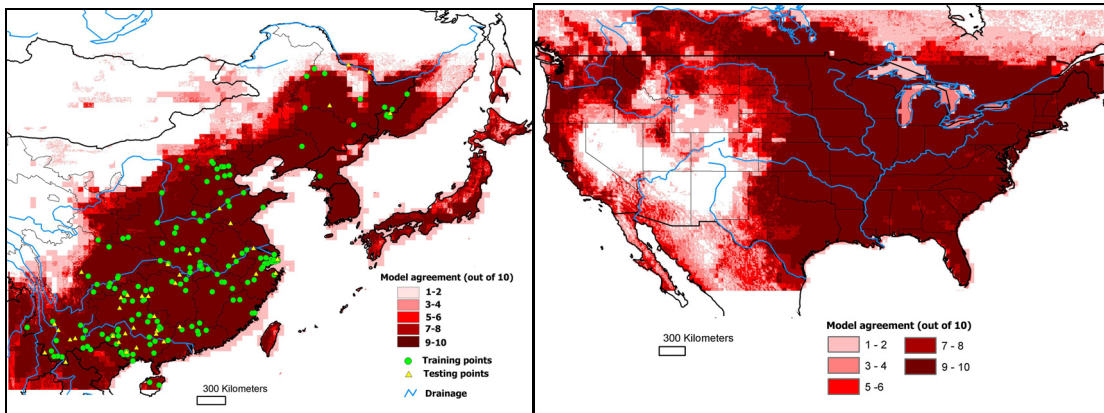 Model agreement (out of 10)
1-2
3-4
5-6
7-8
9-10
Training points
Testing points
Drainage
300 Kilometers
300 Kilometers
Model agreement (out of 10)
1 - 2
3 - 4
5 -6
7 - 8
9 - 10